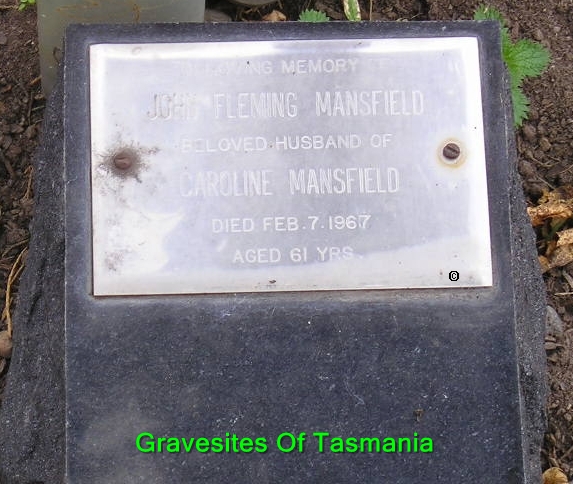 LOVING MEMORY OF
JOHN FLEMING MANSFIELD
BELOVED HUSBAND OF
CAROLINE MANSFIELD
DIED FEB. 7. 1967
AGED 61 YRS.
©
Gravesites Of Tasmania